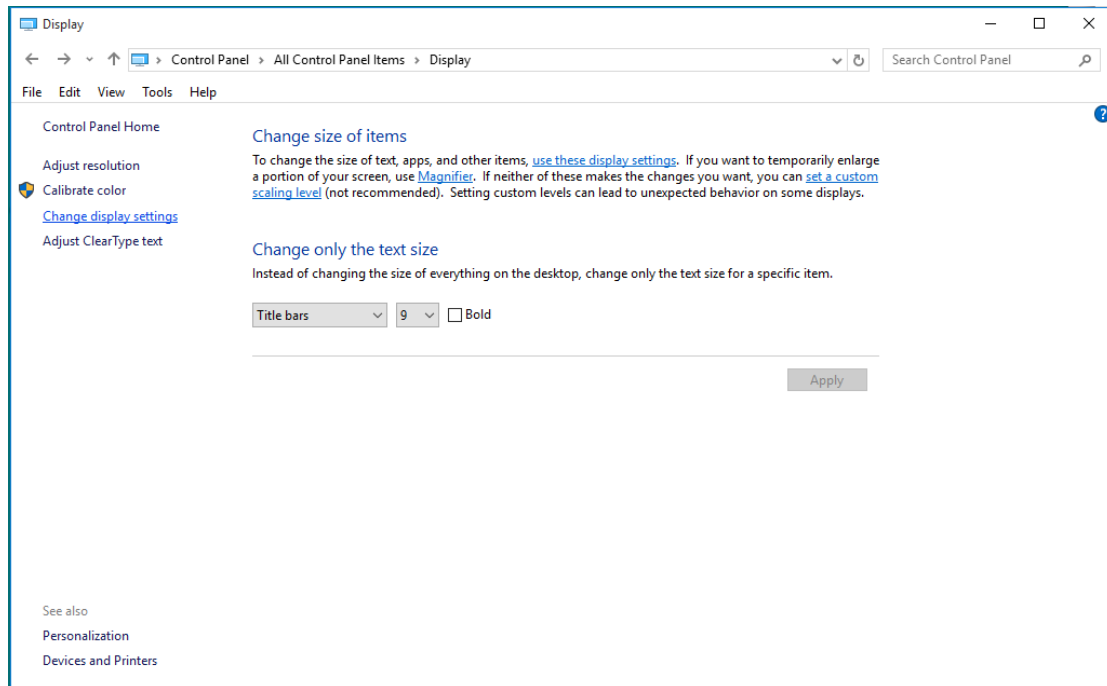 Display
Control Panel > All Control Panel Items > Display
Search Control Panel
File Edit View Tools Help
?
Control Panel Home
Adjust resolution
Calibrate color
Change display settings
Adjust ClearType text
Change size of items
To change the size of text, apps, and other items, use these display settings. If you want to temporarily enlarge
a portion of your screen, use Magnifier. If neither of these makes the changes you want, you can set a custom
scaling level (not recommended). Setting custom levels can lead to unexpected behavior on some displays.
Change only the text size
Instead of changing the size of everything on the desktop, change only the text size for a specific item.
Title bars 9 Bold
Apply
See also
Personalization
Devices and Printers